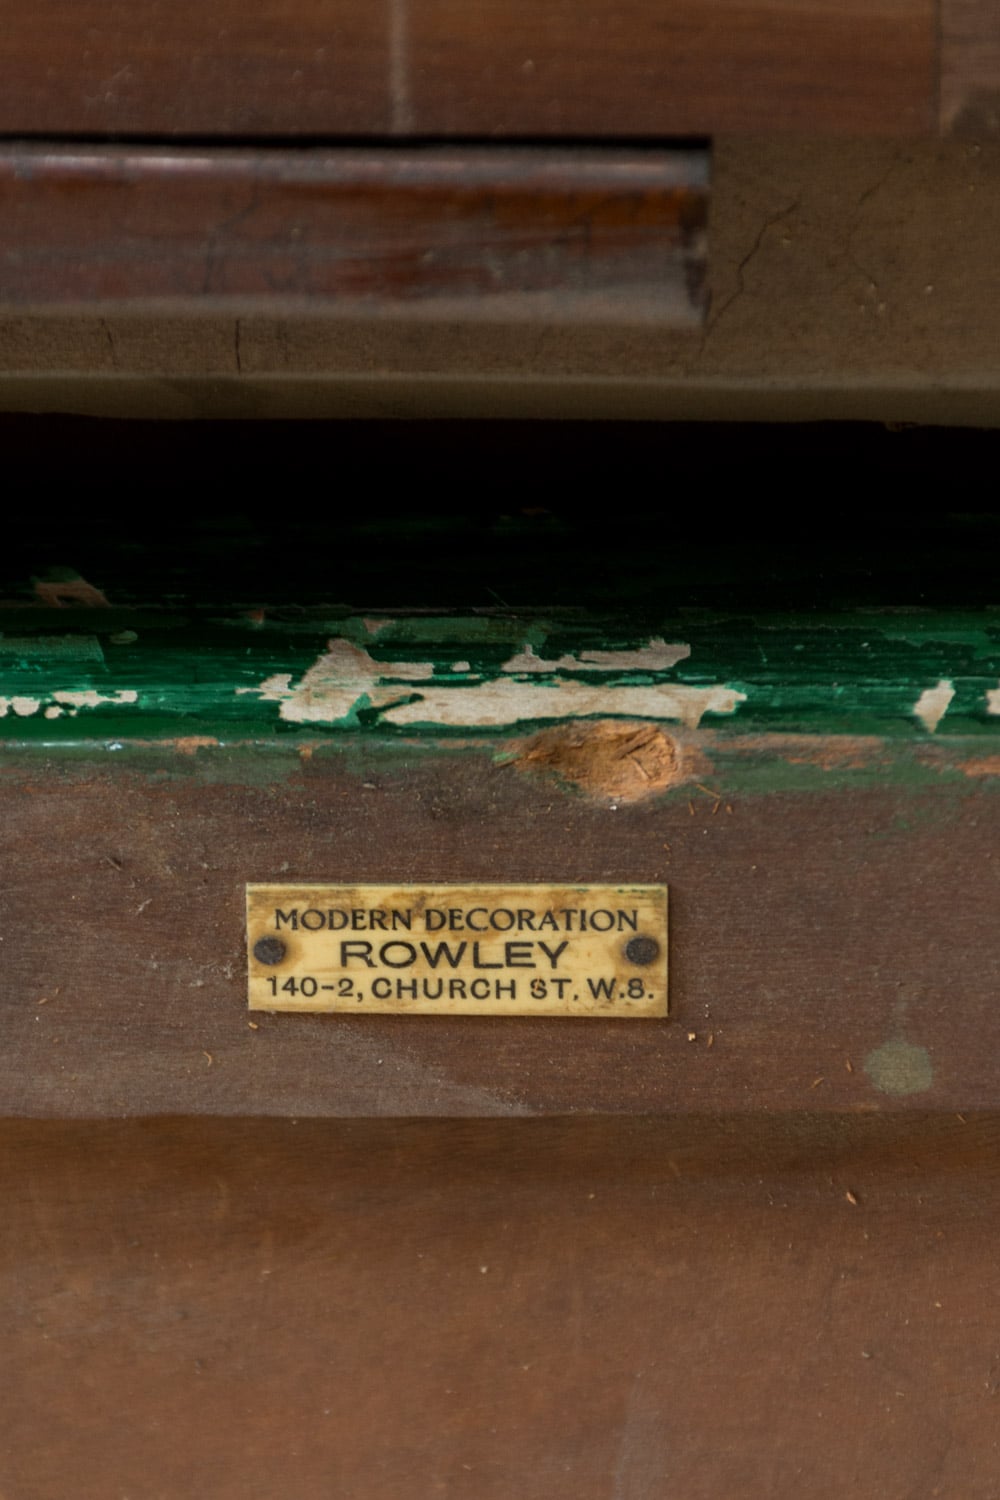 MODERN DECORATION
ROWLEY
140-2, CHURCH ST, W.8.